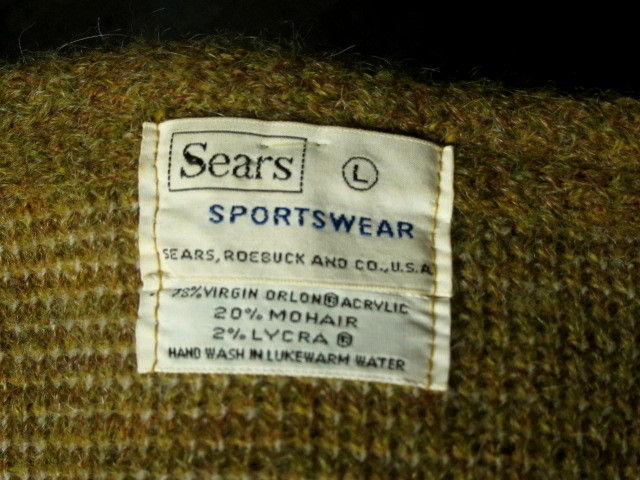 Sears Ⓛ
SPORTSWEAR
SEARS, ROEBUCK AND CO., U.S.A
78% VIRGIN ORLON® ACRYLIC
20% MOHAIR
2% LYCRA ®
HAND WASH IN LUKEWARM WATER